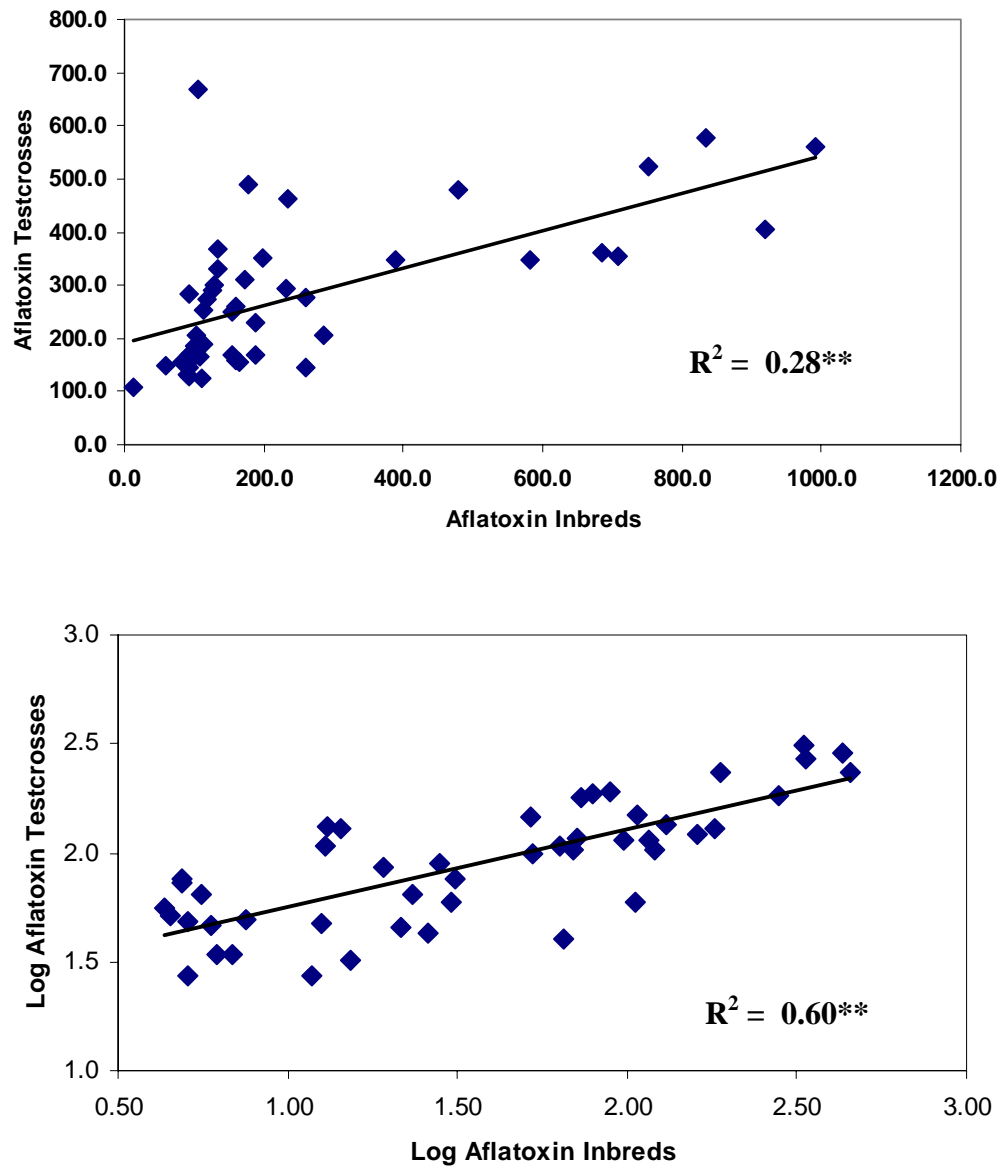 800.0
700.0
600.0
500.0
400.0
300.0
200.0
100.0
0.0
Aflatoxin Testcrosses
R² = 0.28**
0.0 200.0 400.0 600.0 800.0 1000.0 1200.0
Aflatoxin Inbreds
3.0
2.5
2.0
1.5
1.0
Log Aflatoxin Testcrosses
R² = 0.60**
0.50 1.00 1.50 2.00 2.50 3.00
Log Aflatoxin Inbreds